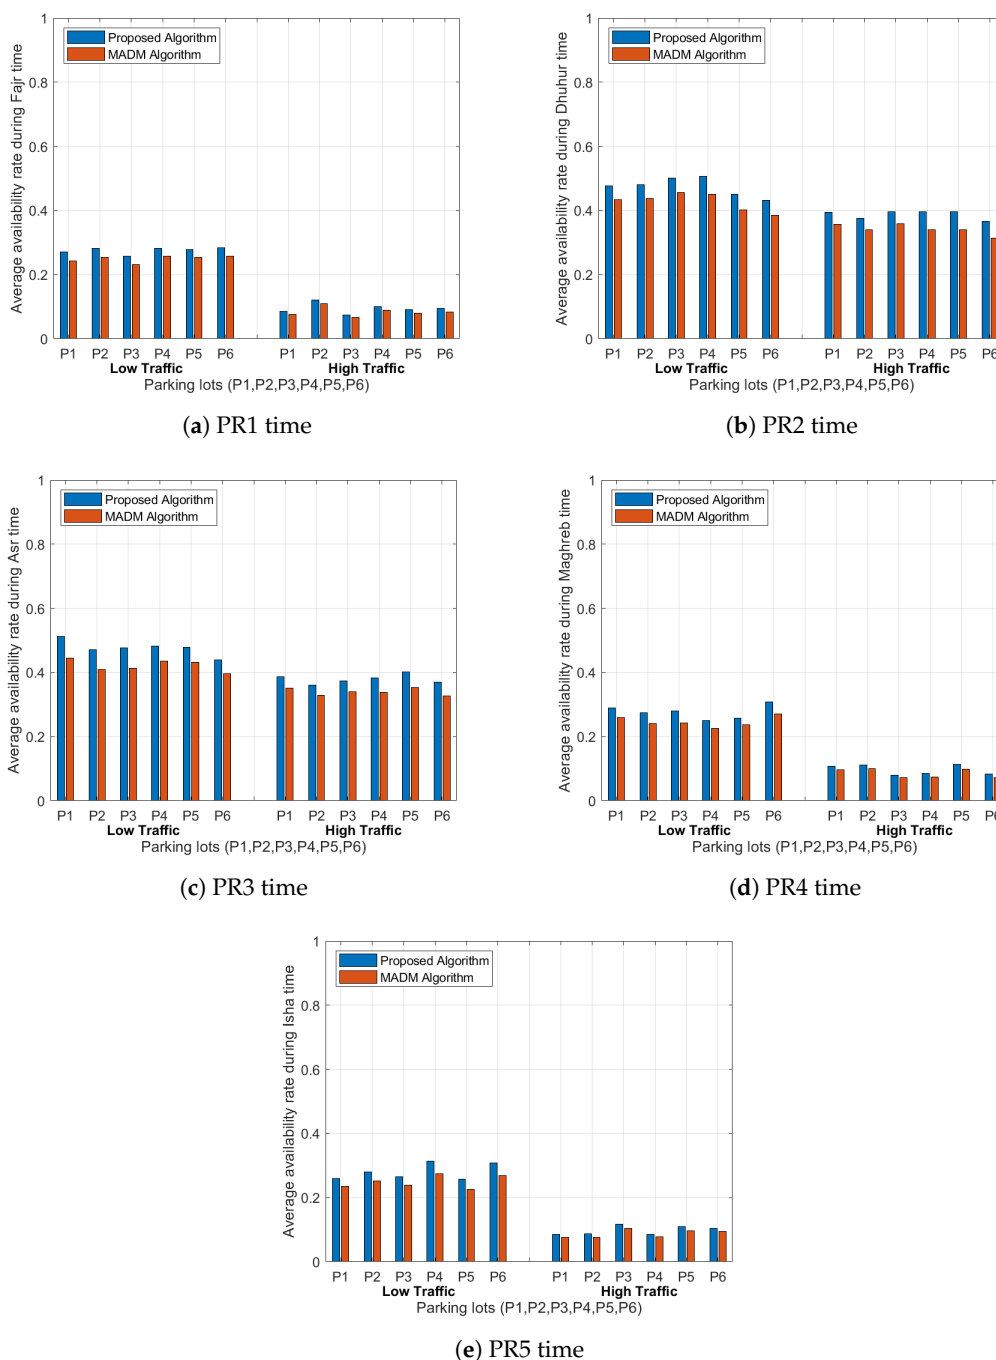 Average availability rate during Fajr time
1
0.8
0.6
0.4
0.2
0
Proposed Algorithm
MADM Algorithm
P1 P2 P3 P4 P5 P6 P1 P2 P3 P4 P5 P6
Low Traffic High Traffic
Parking lots (P1,P2,P3,P4,P5,P6)
(a) PR1 time
Average availability rate during Dhuhur time
1
0.8
0.6
0.4
0.2
0
Proposed Algorithm
MADM Algorithm
P1 P2 P3 P4 P5 P6 P1 P2 P3 P4 P5 P6
Low Traffic High Traffic
Parking lots (P1,P2,P3,P4,P5,P6)
(b) PR2 time
Average availability rate during Asr time
1
0.8
0.6
0.4
0.2
0
Proposed Algorithm
MADM Algorithm
P1 P2 P3 P4 P5 P6 P1 P2 P3 P4 P5 P6
Low Traffic High Traffic
Parking lots (P1,P2,P3,P4,P5,P6)
(c) PR3 time
Average availability rate during Maghreb time
1
0.8
0.6
0.4
0.2
0
Proposed Algorithm
MADM Algorithm
P1 P2 P3 P4 P5 P6 P1 P2 P3 P4 P5 P6
Low Traffic High Traffic
Parking lots (P1,P2,P3,P4,P5,P6)
(d) PR4 time
Average availability rate during Isha time
1
0.8
0.6
0.4
0.2
0
Proposed Algorithm
MADM Algorithm
P1 P2 P3 P4 P5 P6 P1 P2 P3 P4 P5 P6
Low Traffic High Traffic
Parking lots (P1,P2,P3,P4,P5,P6)
(e) PR5 time